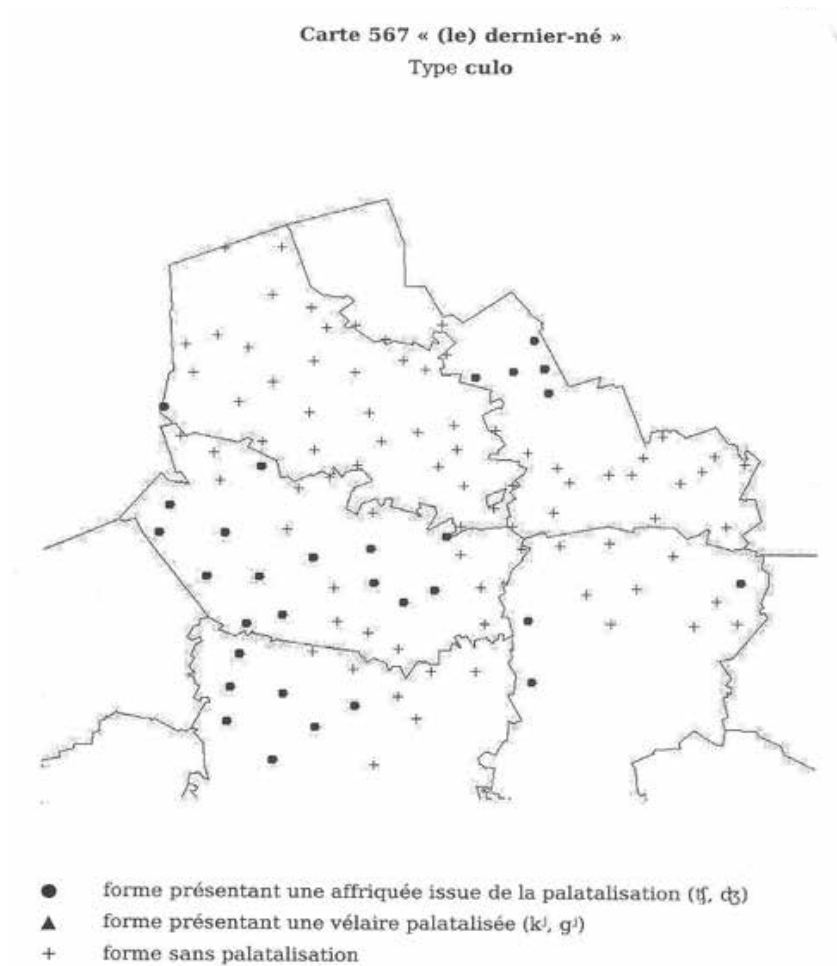 Carte 567 « (le) dernier-né »
Type culo
● forme présentant une affriquée issue de la palatalisation (ʧ, ʤ)
▲ forme présentant une vélaire palatalisée (kʲ, gʲ)
+ forme sans palatalisation